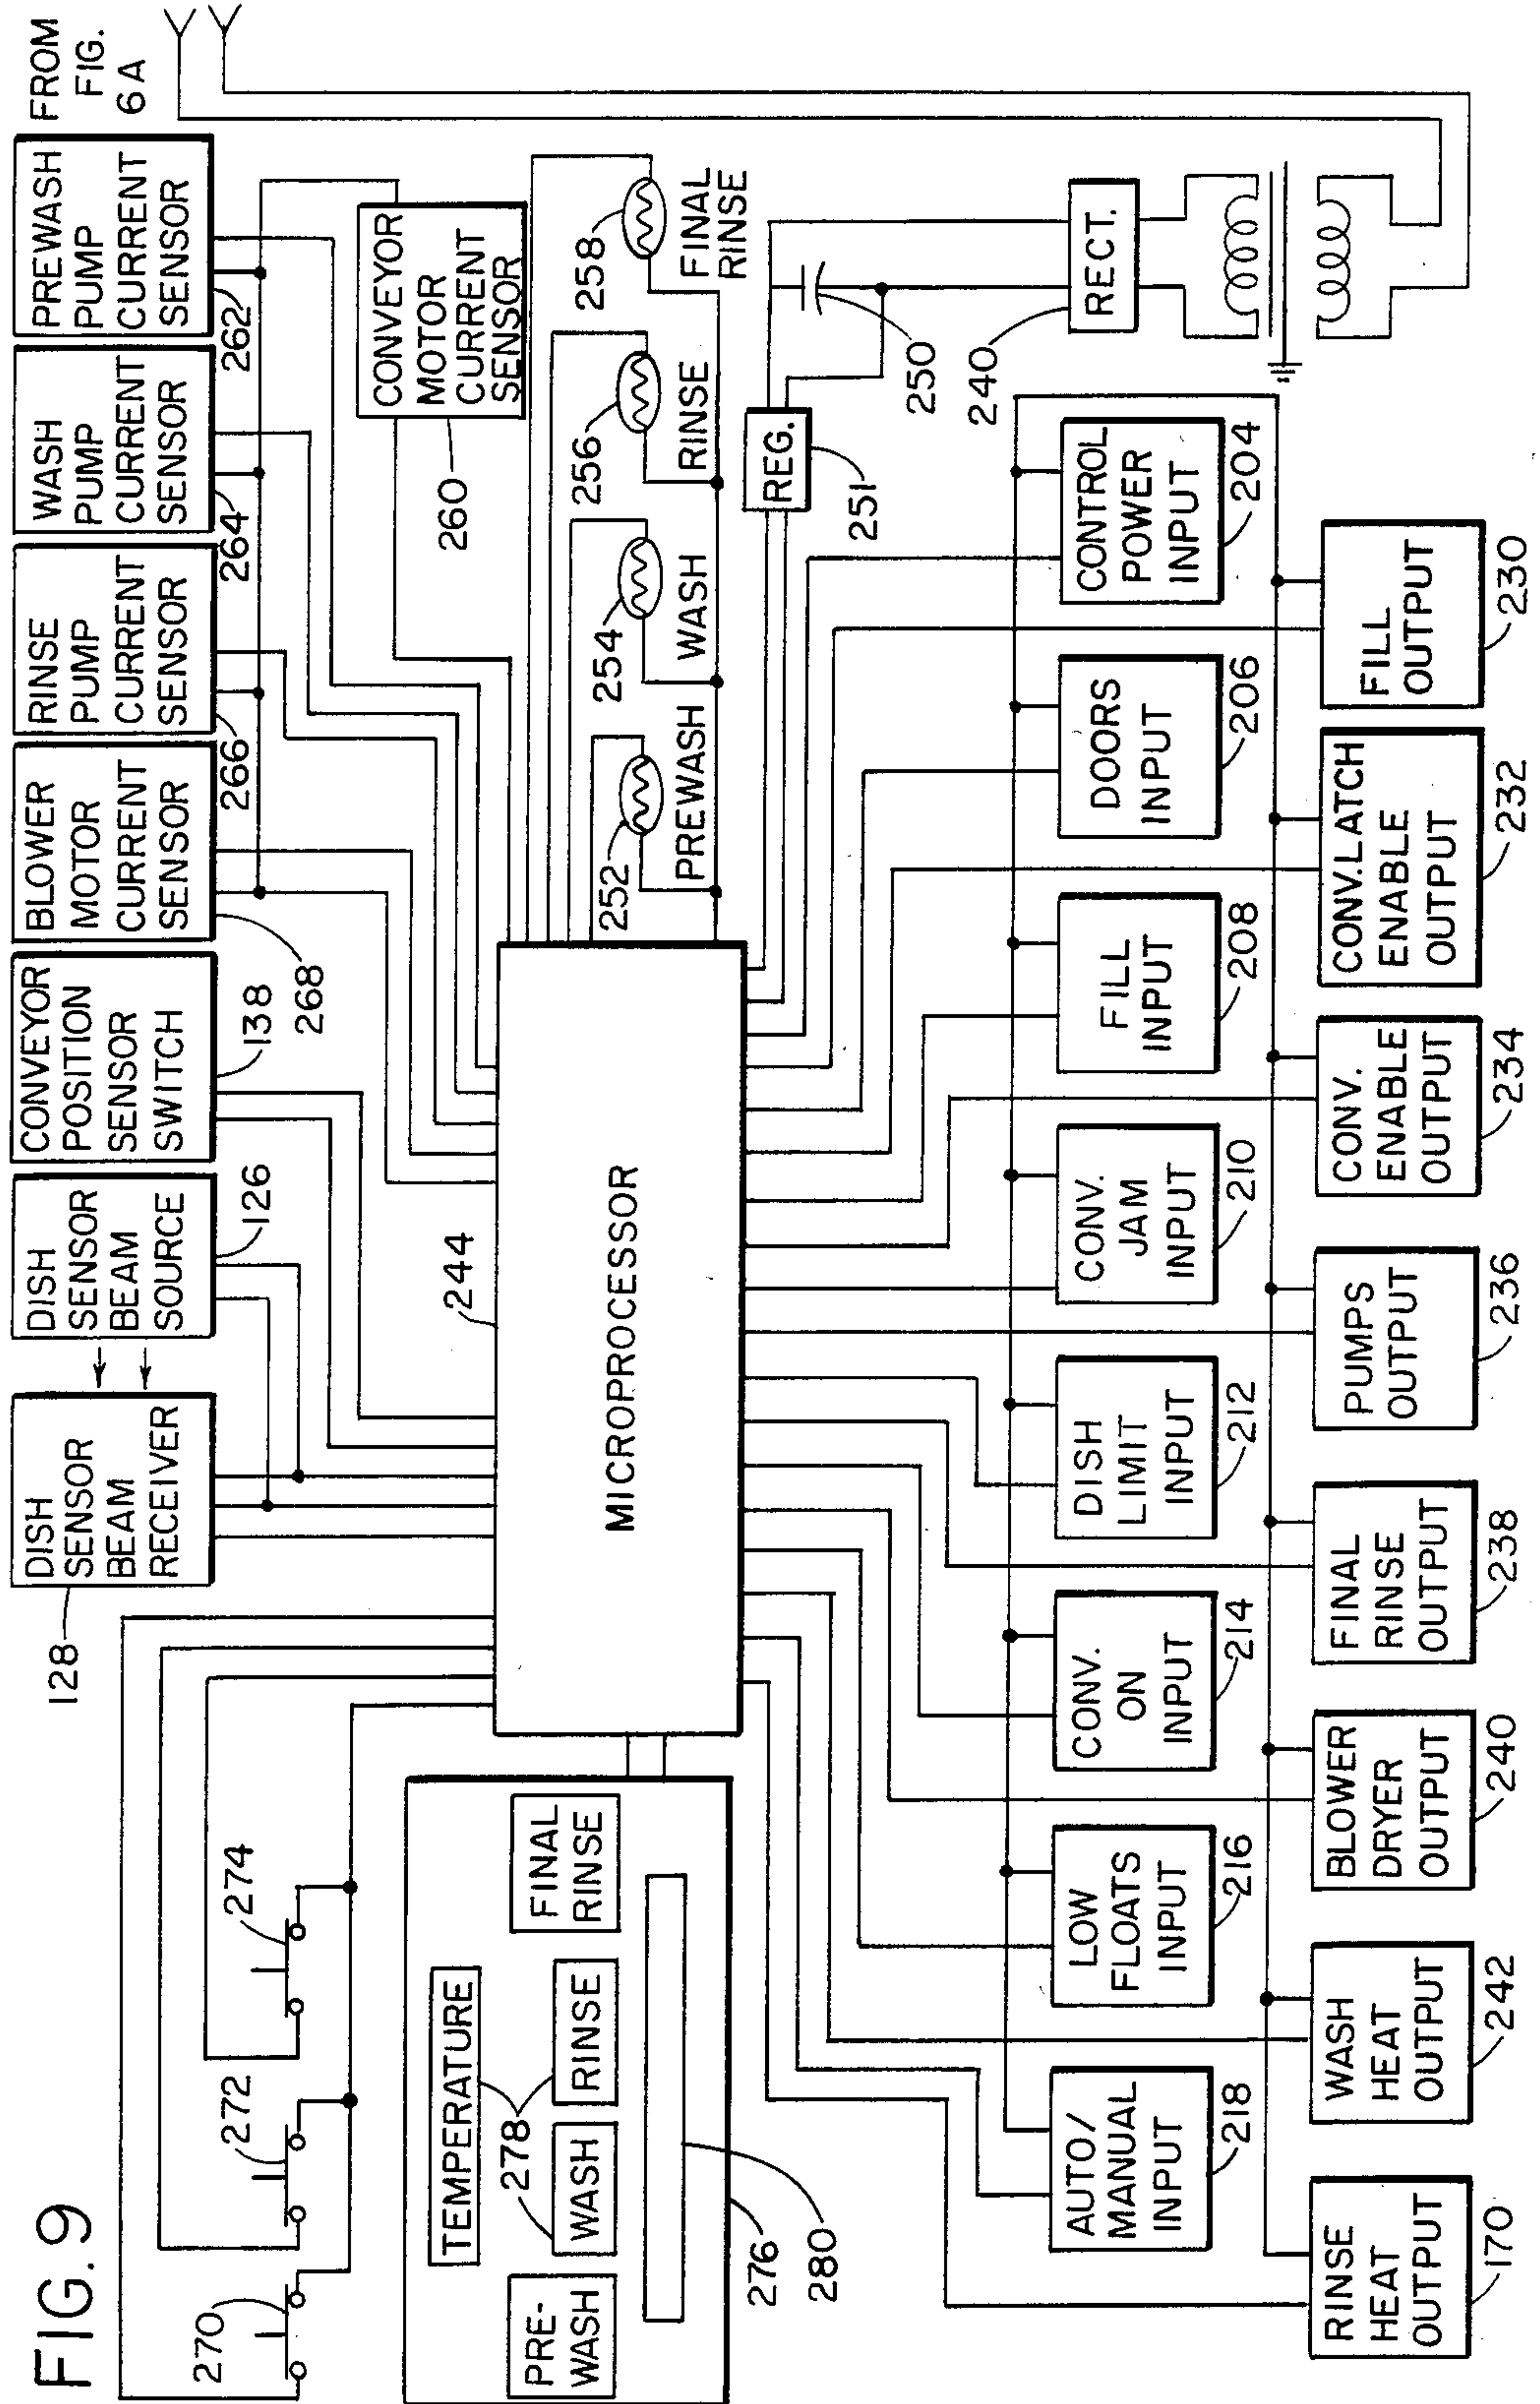 FIG. 9
FROM
FIG.
6A
128
DISH
SENSOR
BEAM
RECEIVER
DISH
SENSOR
BEAM
SOURCE
126
CONVEYOR
POSITION
SENSOR
SWITCH
138
BLOWER
MOTOR
CURRENT
SENSOR
268
RINSE
PUMP
CURRENT
SENSOR
266
WASH
PUMP
CURRENT
SENSOR
264
PREWASH
PUMP
CURRENT
SENSOR
262
CONVEYOR
MOTOR
CURRENT
SENSOR
260
270
272
274
TEMPERATURE
278
PRE-
WASH
WASH
RINSE
FINAL
RINSE
276
280
244
MICROPROCESSOR
252
PREWASH
254
WASH
256
RINSE
258
FINAL
RINSE
REG.
251
250
240
RECT.
AUTO/
MANUAL
INPUT
218
LOW
FLOATS
INPUT
216
CONV.
ON
INPUT
214
DISH
LIMIT
INPUT
212
CONV.
JAM
INPUT
210
FILL
INPUT
208
DOORS
INPUT
206
CONTROL
POWER
INPUT
204
RINSE
HEAT
OUTPUT
170
WASH
HEAT
OUTPUT
242
BLOWER
DRYER
OUTPUT
240
FINAL
RINSE
OUTPUT
238
PUMPS
OUTPUT
236
CONV.
ENABLE
OUTPUT
234
CONV.LATCH
ENABLE
OUTPUT
232
FILL
OUTPUT
230